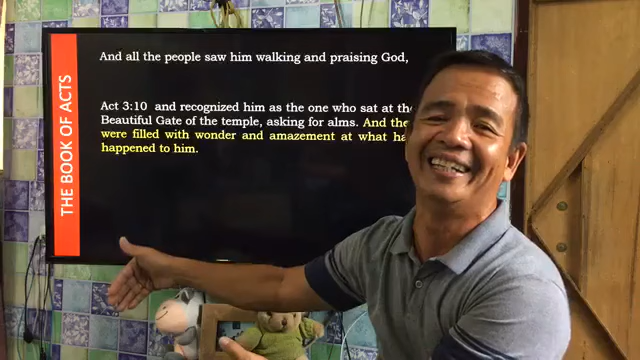 THE BOOK OF ACTS
And all the people saw him walking and praising God,
Act 3:10 and recognized him as the one who sat at the
Beautiful Gate of the temple, asking for alms. And
were filled with wonder and amazement at what
happened to him.